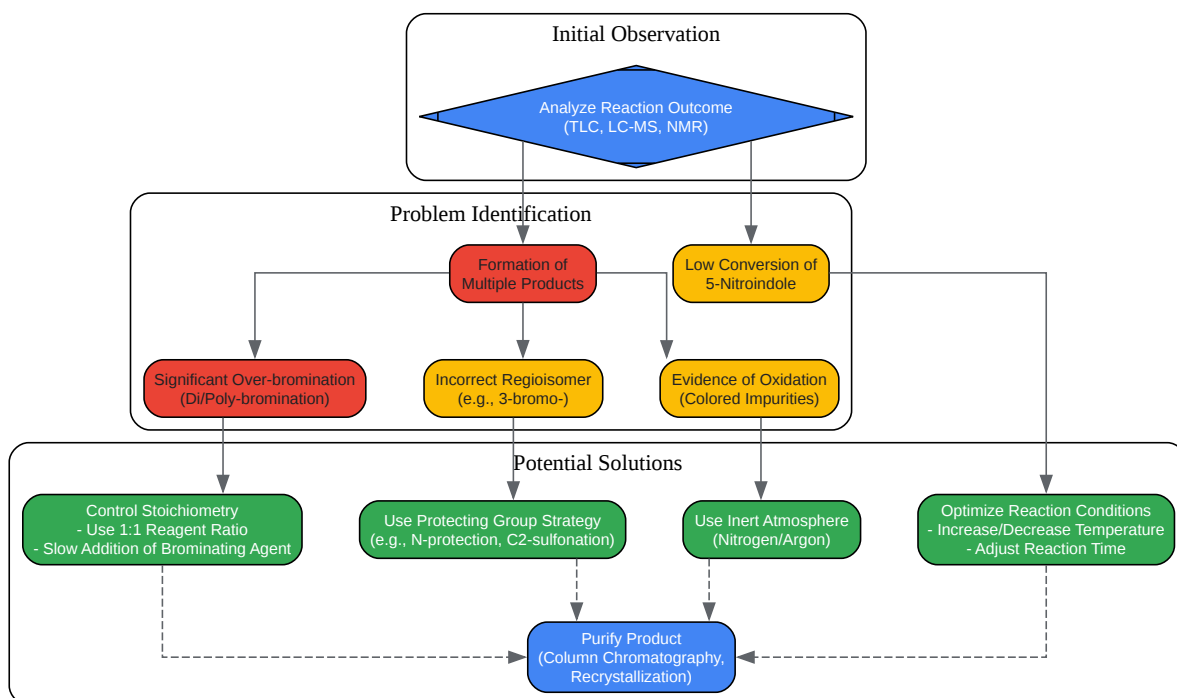 Initial Observation
Analyze Reaction Outcome
(TLC, LC-MS, NMR)
Problem Identification
Formation of
Multiple Products
Low Conversion of
5-Nitroindole
Significant Over-bromination
(Di/Poly-bromination)
Incorrect Regioisomer
(e.g., 3-bromo-)
Evidence of Oxidation
(Colored Impurities)
Potential Solutions
Control Stoichiometry
- Use 1:1 Reagent Ratio
- Slow Addition of Brominating Agent
Use Protecting Group Strategy
(e.g., N-protection, C2-sulfonation)
Use Inert Atmosphere
(Nitrogen/Argon)
Optimize Reaction Conditions
- Increase/Decrease Temperature
- Adjust Reaction Time
Purify Product
(Column Chromatography,
Recrystallization)